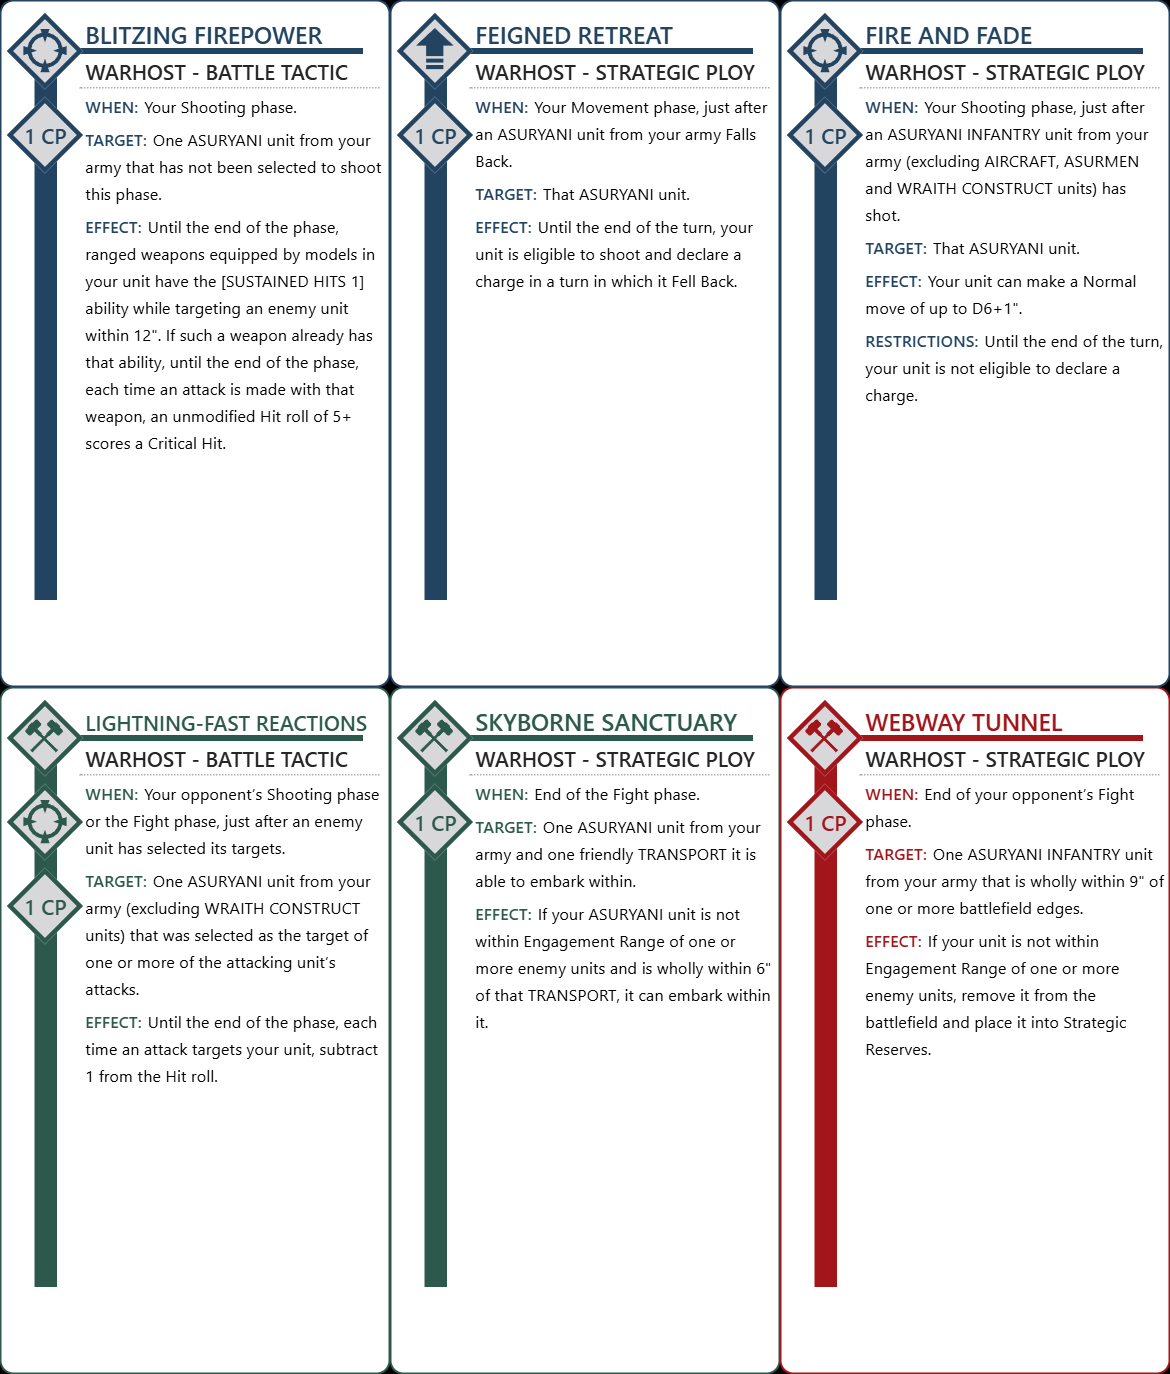 BLITZING FIREPOWER
WARHOST - BATTLE TACTIC
1 CP
WHEN: Your Shooting phase.
TARGET: One ASURYANI unit from your
army that has not been selected to shoot
this phase.
EFFECT: Until the end of the phase,
ranged weapons equipped by models in
your unit have the [SUSTAINED HITS 1]
ability while targeting an enemy unit
within 12". If such a weapon already has
that ability, until the end of the phase,
each time an attack is made with that
weapon, an unmodified Hit roll of 5+
scores a Critical Hit.
FEIGNED RETREAT
WARHOST - STRATEGIC PLOY
1 CP
WHEN: Your Movement phase, just after
an ASURYANI unit from your army Falls
Back.
TARGET: That ASURYANI unit.
EFFECT: Until the end of the turn, your
unit is eligible to shoot and declare a
charge in a turn in which it Fell Back.
FIRE AND FADE
WARHOST - STRATEGIC PLOY
1 CP
WHEN: Your Shooting phase, just after
an ASURYANI INFANTRY unit from your
army (excluding AIRCRAFT, ASURMEN
and WRAITH CONSTRUCT units) has
shot.
TARGET: That ASURYANI unit.
EFFECT: Your unit can make a Normal
move of up to D6+1".
RESTRICTIONS: Until the end of the turn,
your unit is not eligible to declare a
charge.
LIGHTNING-FAST REACTIONS
WARHOST - BATTLE TACTIC
1 CP
WHEN: Your opponent's Shooting phase
or the Fight phase, just after an enemy
unit has selected its targets.
TARGET: One ASURYANI unit from your
army (excluding WRAITH CONSTRUCT
units) that was selected as the target of
one or more of the attacking unit's
attacks.
EFFECT: Until the end of the phase, each
time an attack targets your unit, subtract
1 from the Hit roll.
SKYBORNE SANCTUARY
WARHOST - STRATEGIC PLOY
1 CP
WHEN: End of the Fight phase.
TARGET: One ASURYANI unit from your
army and one friendly TRANSPORT it is
able to embark within.
EFFECT: If your ASURYANI unit is not
within Engagement Range of one or
more enemy units and is wholly within 6"
of that TRANSPORT, it can embark within
it.
WEBWAY TUNNEL
WARHOST - STRATEGIC PLOY
1 CP
WHEN: End of your opponent's Fight
phase.
TARGET: One ASURYANI INFANTRY unit
from your army that is wholly within 9" of
one or more battlefield edges.
EFFECT: If your unit is not within
Engagement Range of one or more
enemy units, remove it from the
battlefield and place it into Strategic
Reserves.